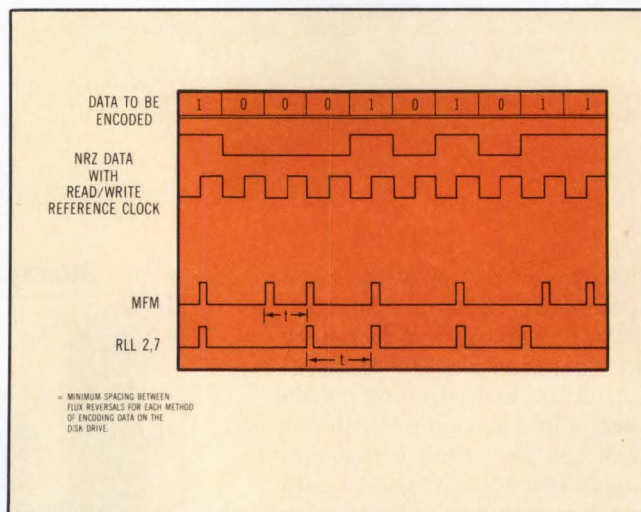 DATA TO BE
ENCODED
1 0 0 0 1 0 1 0 1 1
NRZ DATA
WITH
READ/WRITE
REFERENCE CLOCK
MFM
t
RLL 2,7
t
= MINIMUM SPACING BETWEEN
FLUX REVERSALS FOR EACH METHOD
OF ENCODING DATA ON THE
DISK DRIVE.